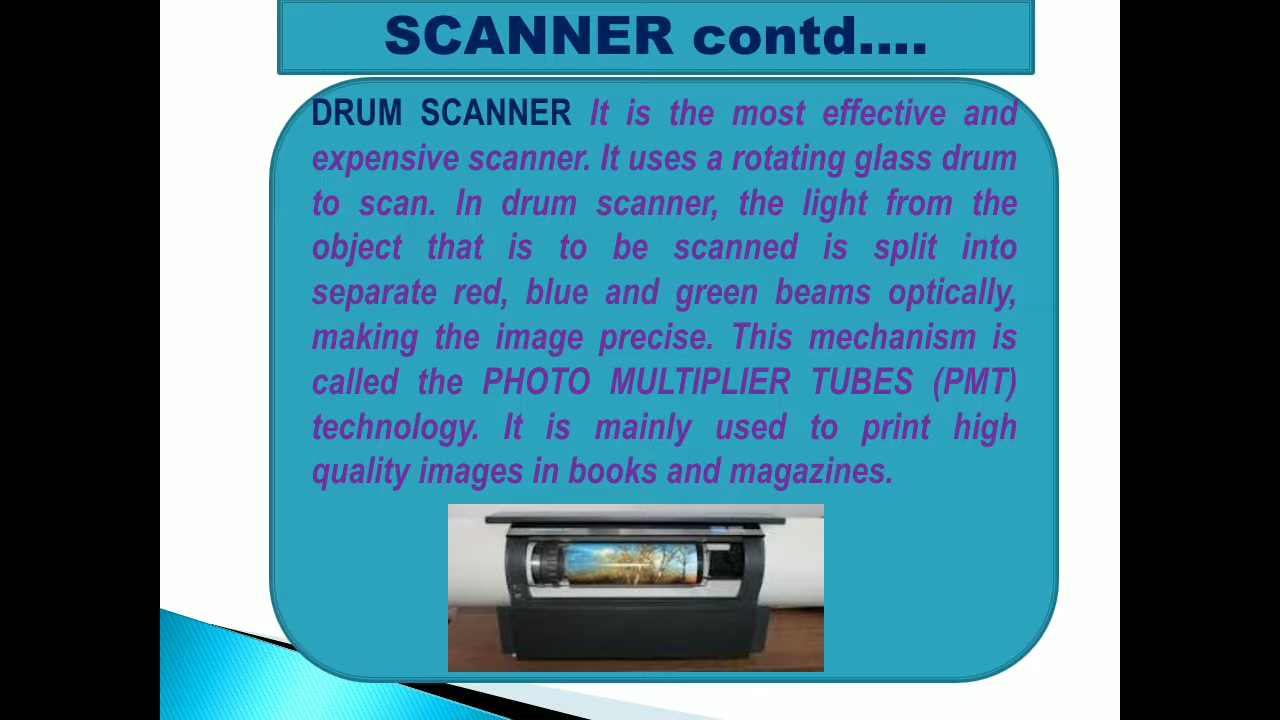 SCANNER contd....
DRUM SCANNER It is the most effective and
expensive scanner. It uses a rotating glass drum
to scan. In drum scanner, the light from the
object that is to be scanned is split into
separate red, blue and green beams optically,
making the image precise. This mechanism is
called the PHOTO MULTIPLIER TUBES (PMT)
technology. It is mainly used to print high
quality images in books and magazines.